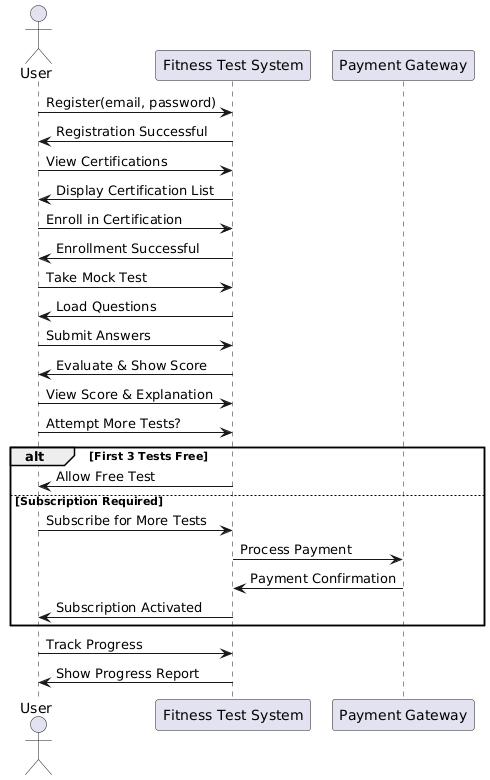 User
Fitness Test System
Payment Gateway
Register(email, password)
Registration Successful
View Certifications
Display Certification List
Enroll in Certification
Enrollment Successful
Take Mock Test
Load Questions
Submit Answers
Evaluate & Show Score
View Score & Explanation
Attempt More Tests?
alt [First 3 Tests Free]
Allow Free Test
[Subscription Required]
Subscribe for More Tests
Process Payment
Payment Confirmation
Subscription Activated
Track Progress
Show Progress Report
User
Fitness Test System
Payment Gateway